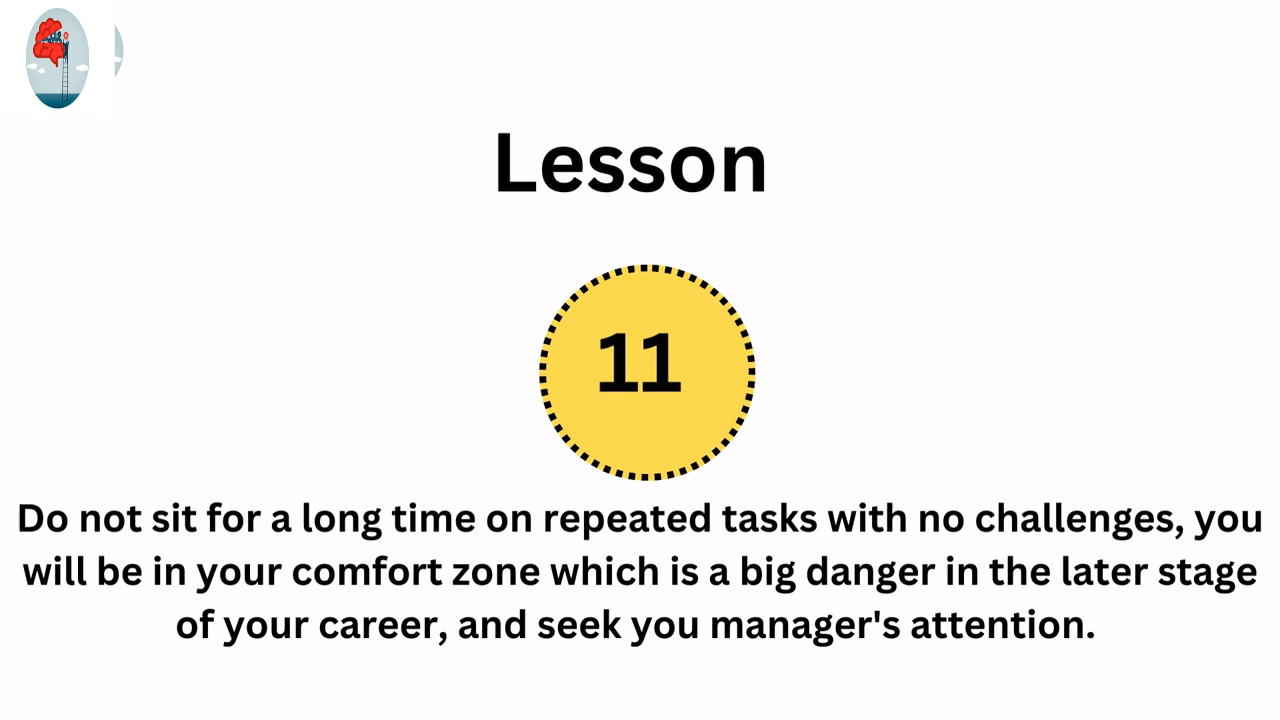 Lesson
11
Do not sit for a long time on repeated tasks with no challenges, you
will be in your comfort zone which is a big danger in the later stage
of your career, and seek you manager's attention.